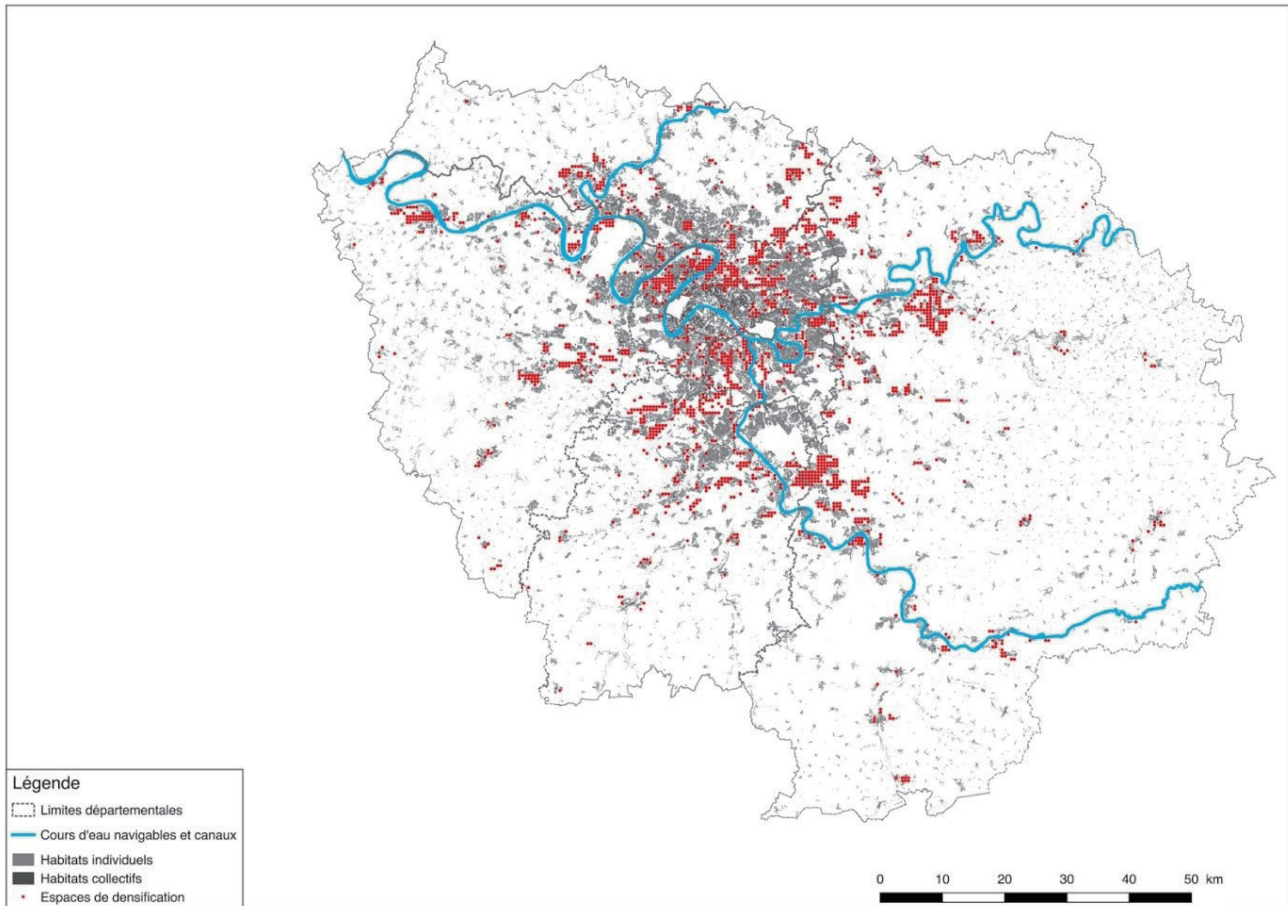 Légende
Limites départementales
Cours d'eau navigables et canaux
Habitats individuels
Habitats collectifs
Espaces de densification
0 10 20 30 40 50 km